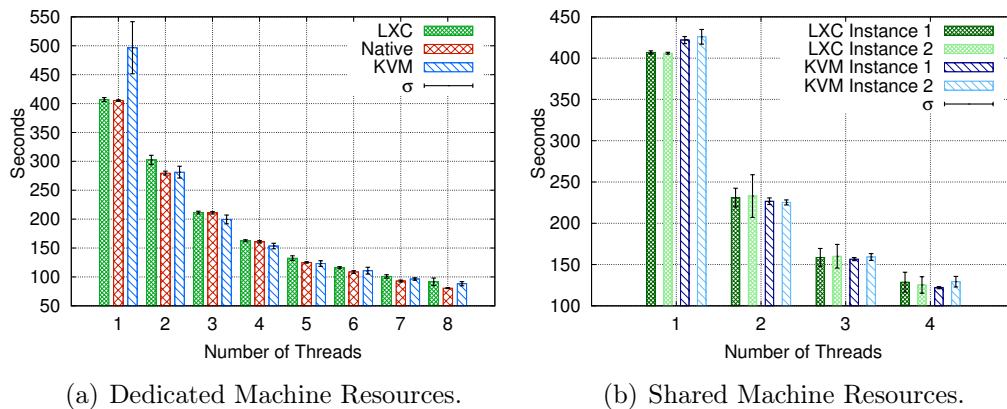 550
500
450
400
350
300
250
200
150
100
50
Seconds
LXC
Native
KVM
σ
1 2 3 4 5 6 7 8
Number of Threads
(a) Dedicated Machine Resources.
450
400
350
300
250
200
150
100
Seconds
LXC Instance 1
LXC Instance 2
KVM Instance 1
KVM Instance 2
σ
1 2 3 4
Number of Threads
(b) Shared Machine Resources.